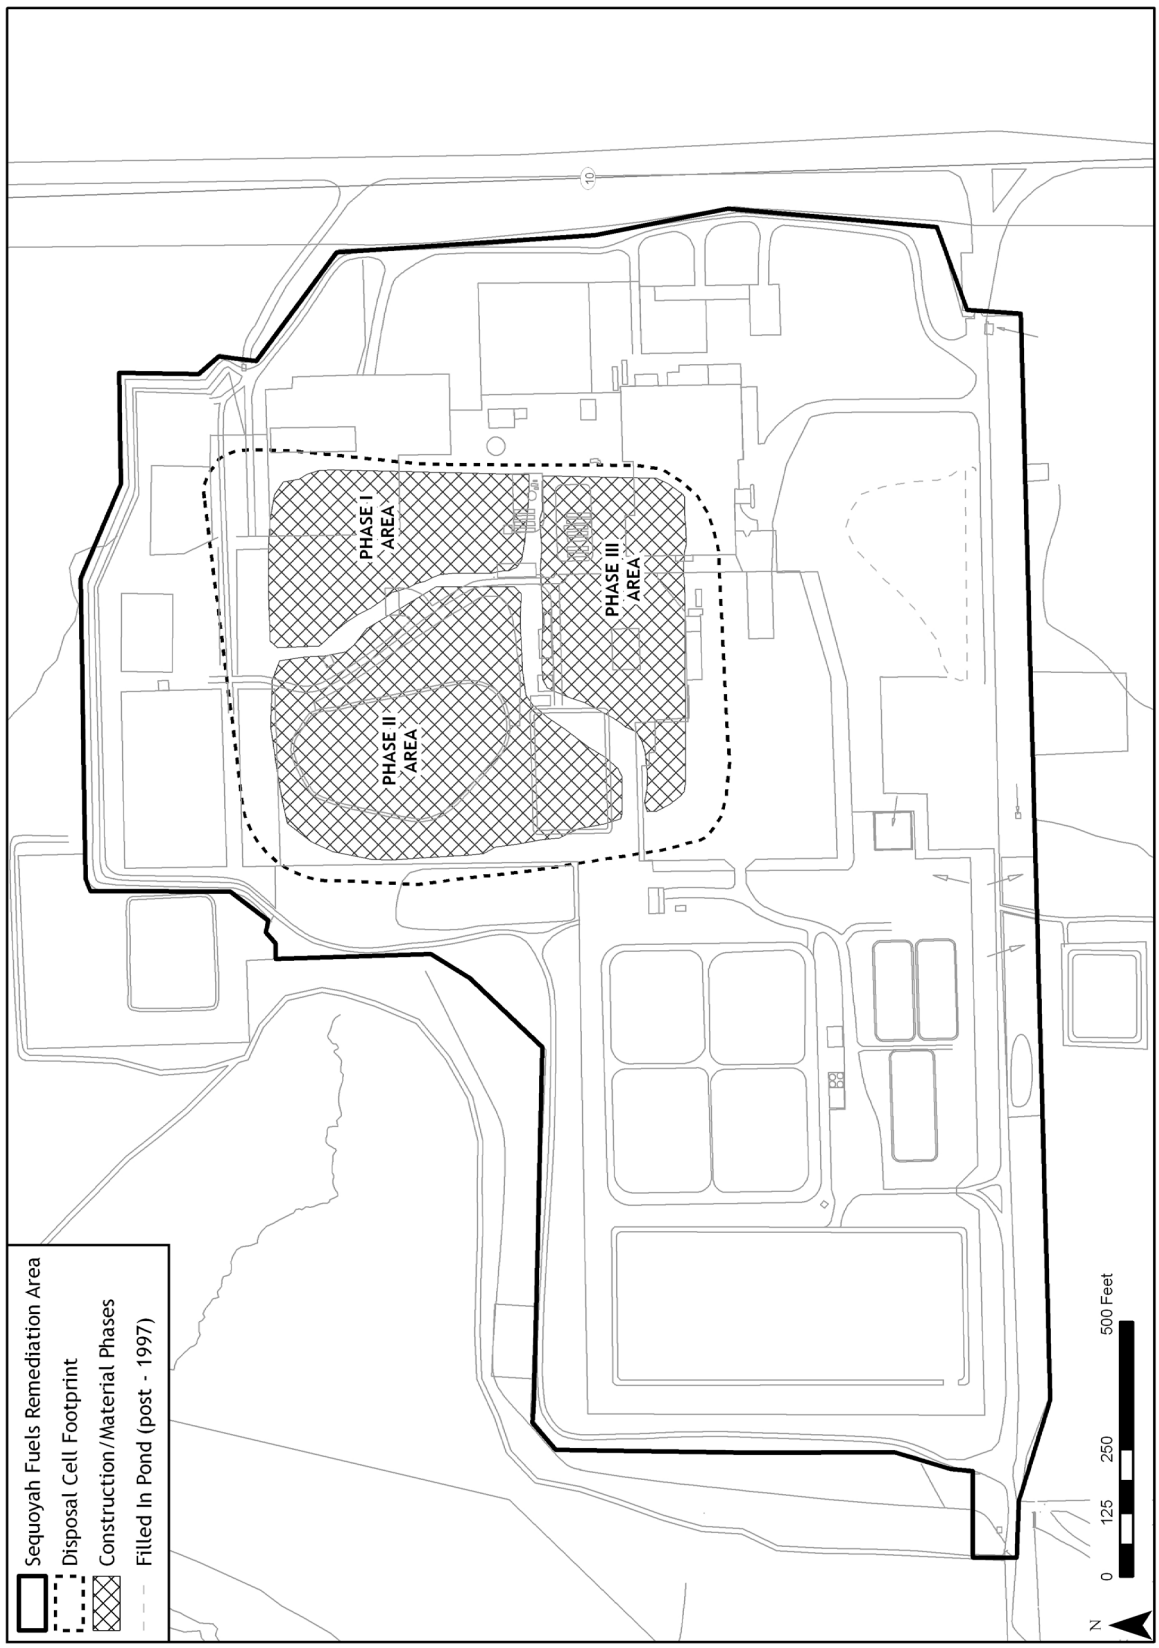 Sequoyah Fuels Remediation Area
Disposal Cell Footprint
Construction/Material Phases
Filled In Pond (post - 1997)
PHASE I
AREA
PHASE II
AREA
PHASE III
AREA
10
N
0 125 250 500 Feet